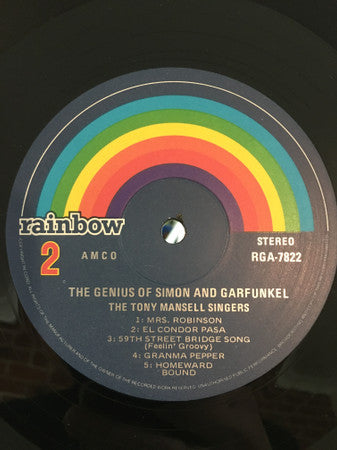 rainbow
2
AMCO
STEREO
RGA-7822
THE GENIUS OF SIMON AND GARFUNKEL
THE TONY MANSELL SINGERS
1: MRS. ROBINSON
2: EL CONDOR PASA
3: 59TH STREET BRIDGE SONG
(Feelin' Groovy)
4: GRANMA PEPPER
5: HOMEWARD
BOUND